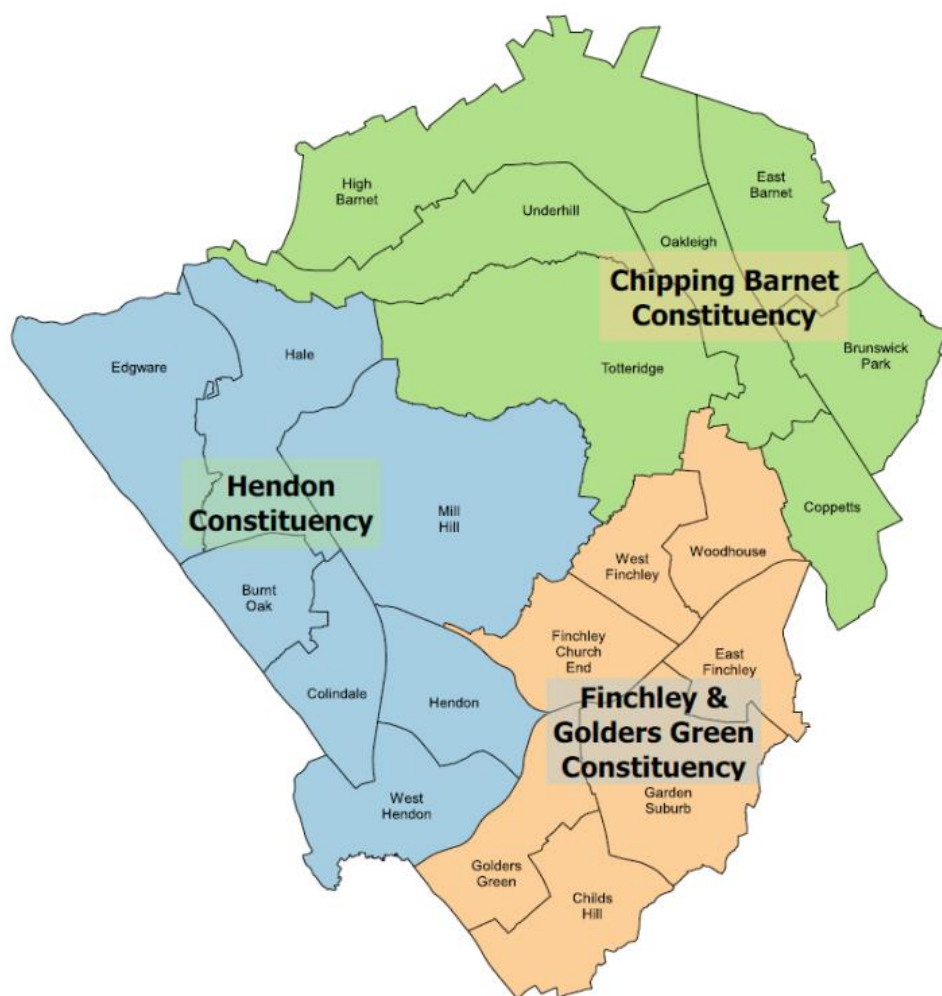 High
Barnet
Underhill
East
Barnet
Oakleigh
Chipping Barnet
Constituency
Brunswick
Park
Totteridge
Edgware
Hale
Hendon
Constituency
Mill
Hill
Coppetts
Woodhouse
West
Finchley
Burnt
Oak
Finchley
Church
End
East
Finchley
Colindale
Hendon
Finchley &
Golders Green
Constituency
West
Hendon
Garden
Suburb
Golders
Green
Childs
Hill